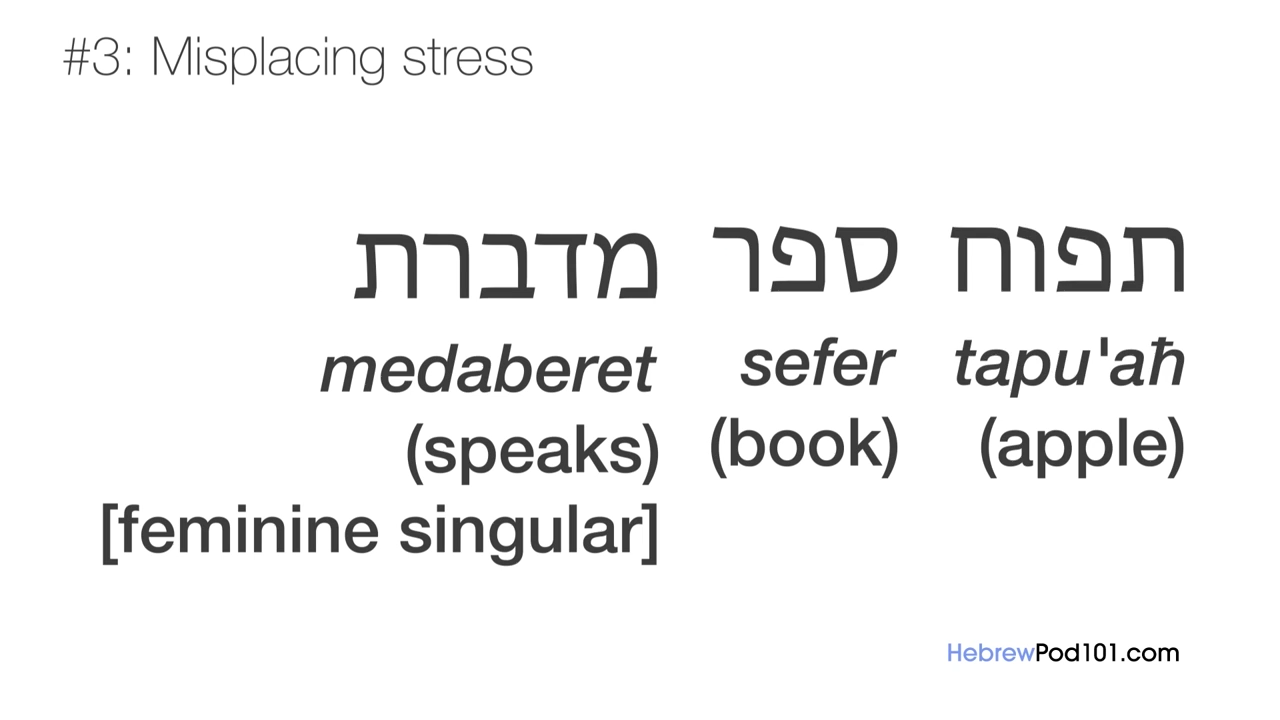 #3: Misplacing stress
תפוח ספר מדברת
medaberet sefer tapu'aħ
(speaks) (book) (apple)
[feminine singular]
HebrewPod101.com